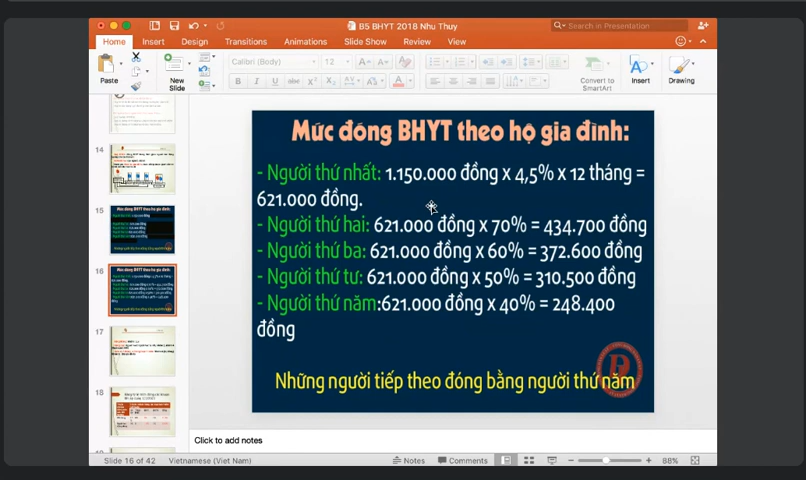 B5 BHYT 2018 Nhu Thuy
Search in Presentation
Home Insert Design Transitions Animations Slide Show Review View
Paste
New
Slide
Calibri (Body) 12
Convert to
SmartArt
Insert
Drawing
14
15
16
17
18
Mức đóng BHYT theo hộ gia đình:
- Người thứ nhất: 1.150.000 đồng x 4,5% x 12 tháng =
621.000 đồng.
- Người thứ hai: 621.000 đồng x 70% = 434.700 đồng
- Người thứ ba: 621.000 đồng x 60% = 372.600 đồng
- Người thứ tư: 621.000 đồng x 50% = 310.500 đồng
- Người thứ năm:621.000 đồng x 40% = 248.400
đồng
Những người tiếp theo đóng bằng người thứ năm
Click to add notes
Slide 16 of 42 Vietnamese (Viet Nam) Notes Comments 88%